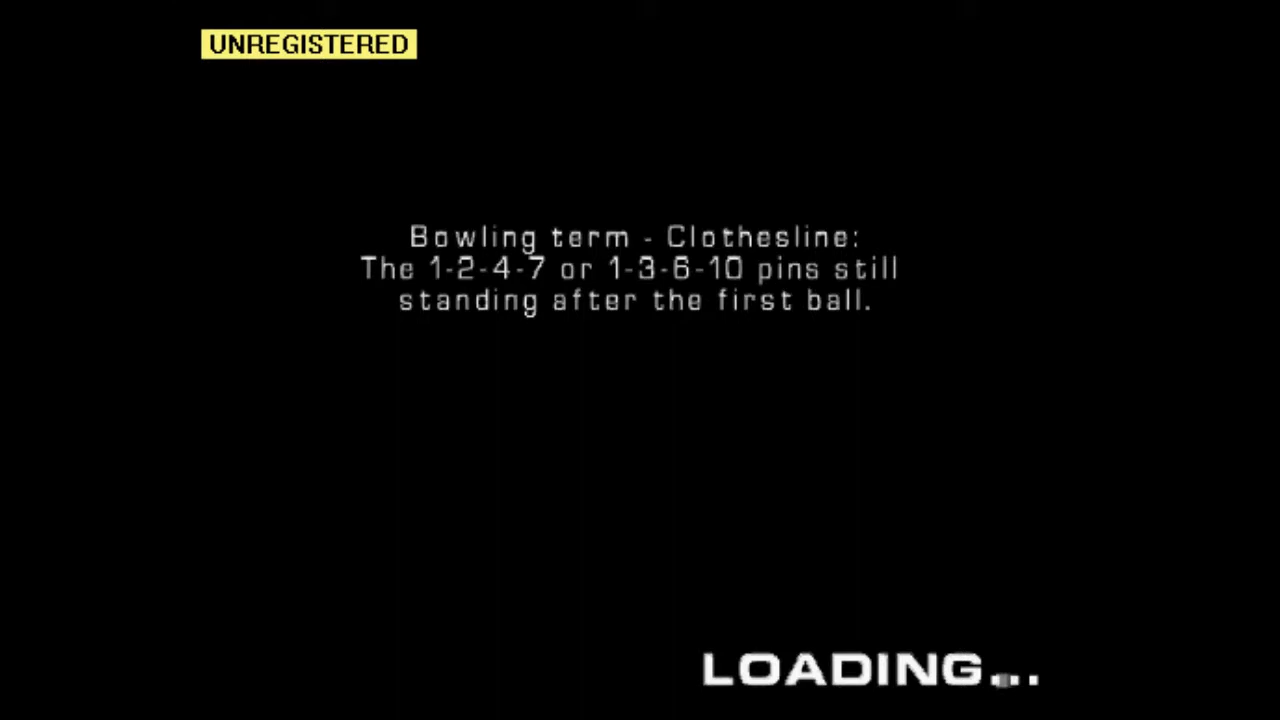 UNREGISTERED
Bowling term - Clothesline:
The 1-2-4-7 or 1-3-6-10 pins still
standing after the first ball.
LOADING...